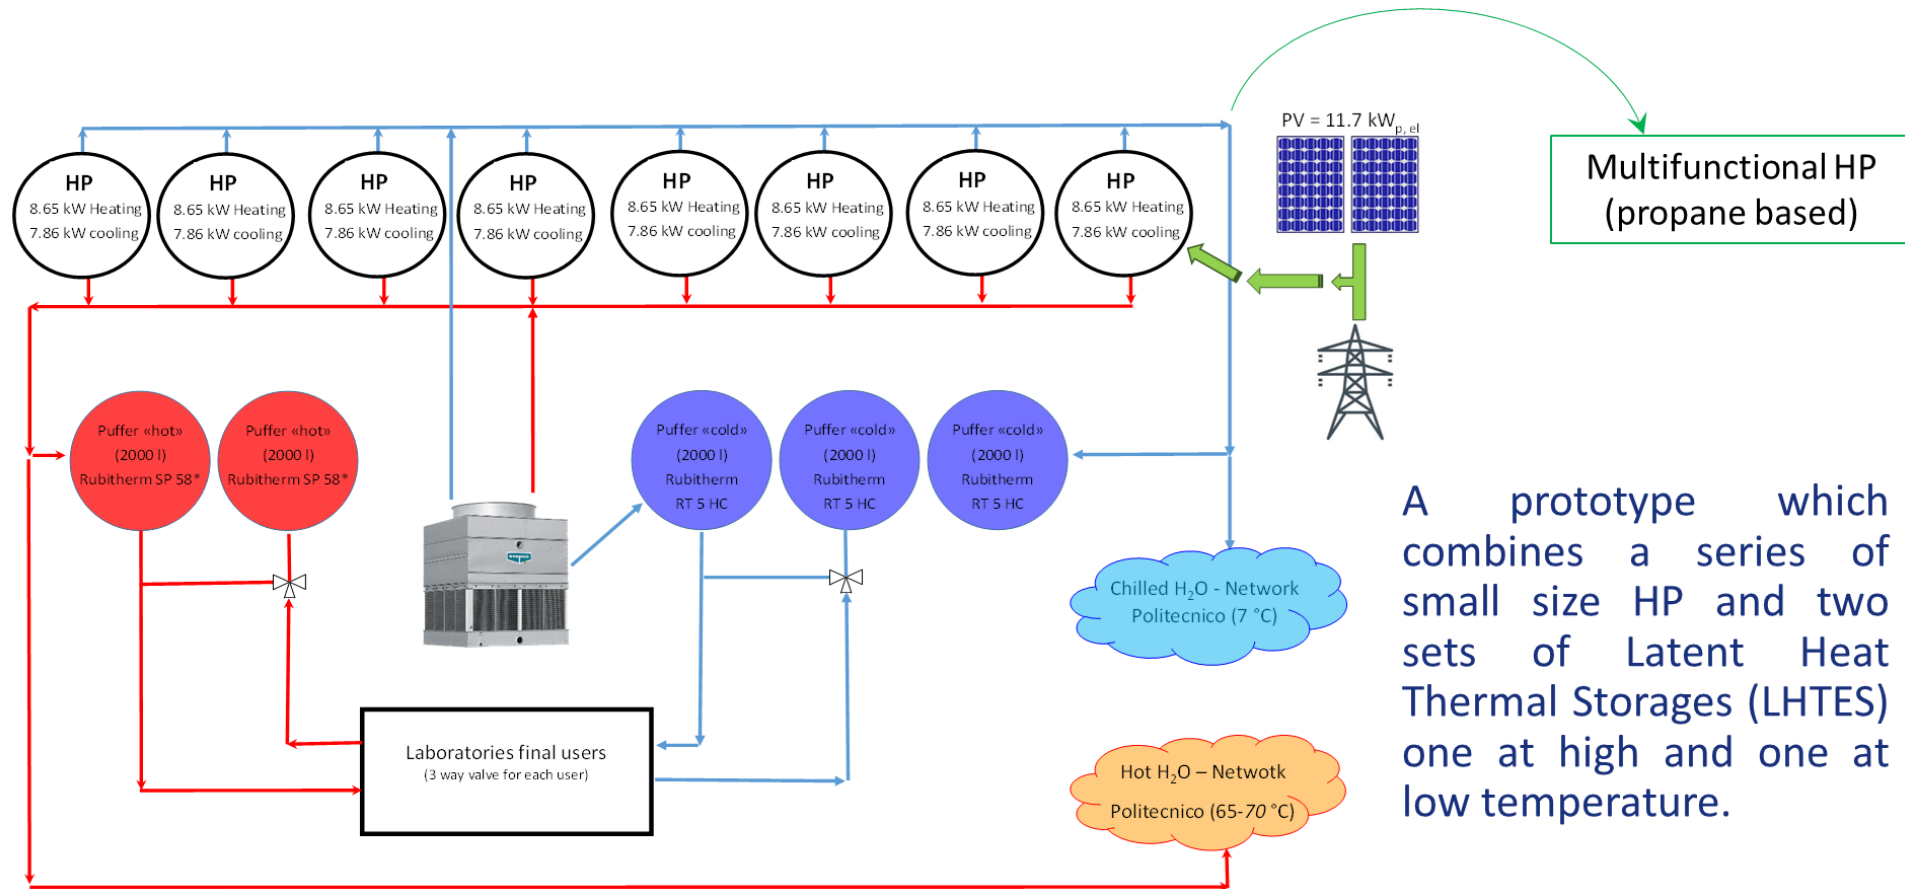 PV = 11.7 kWp, el
Multifunctional HP
(propane based)
HP
8.65 kW Heating
7.86 kW cooling
HP
8.65 kW Heating
7.86 kW cooling
HP
8.65 kW Heating
7.86 kW cooling
HP
8.65 kW Heating
7.86 kW cooling
HP
8.65 kW Heating
7.86 kW cooling
HP
8.65 kW Heating
7.86 kW cooling
HP
8.65 kW Heating
7.86 kW cooling
HP
8.65 kW Heating
7.86 kW cooling
Puffer «hot»
(2000 l)
Rubitherm SP 58*
Puffer «hot»
(2000 l)
Rubitherm SP 58*
Puffer «cold»
(2000 l)
Rubitherm
RT 5 HC
Puffer «cold»
(2000 l)
Rubitherm
RT 5 HC
Puffer «cold»
(2000 l)
Rubitherm
RT 5 HC
Chilled H2O - Network
Politecnico (7 °C)
Laboratories final users
(3 way valve for each user)
Hot H2O – Netwotk
Politecnico (65-70 °C)
A prototype which
combines a series of
small size HP and two
sets of Latent Heat
Thermal Storages (LHTES)
one at high and one at
low temperature.